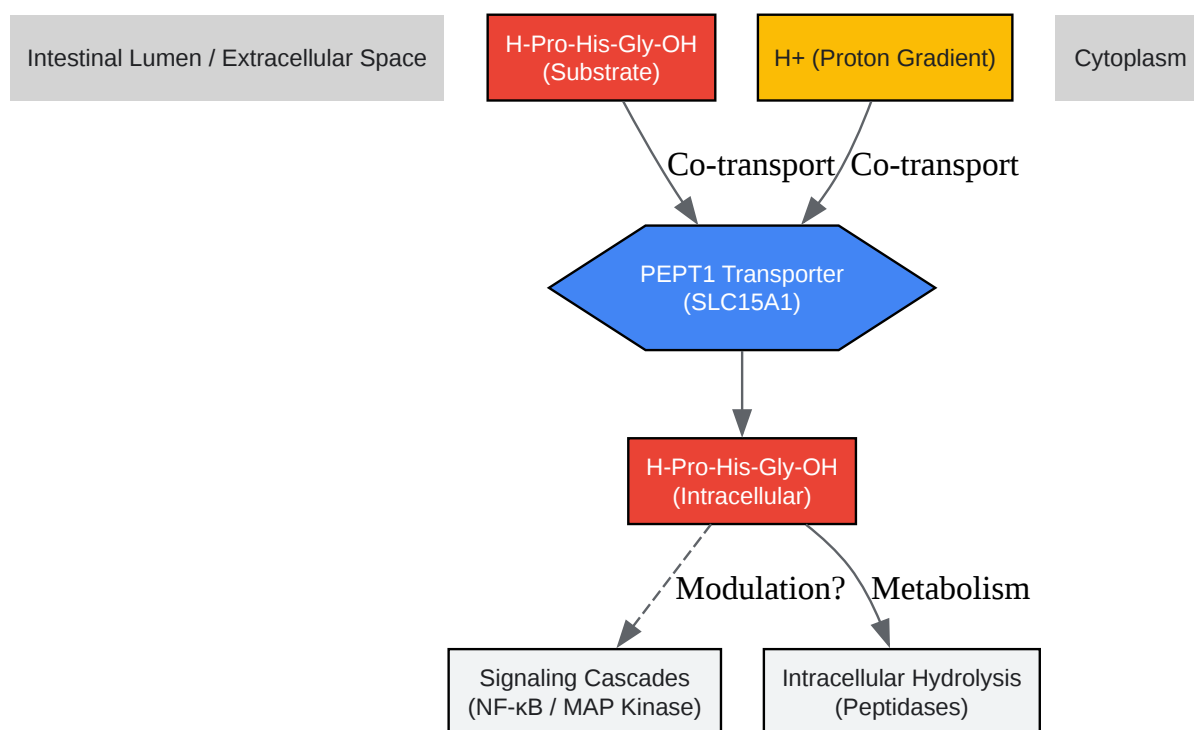 Intestinal Lumen / Extracellular Space
H-Pro-His-Gly-OH
(Substrate)
H+ (Proton Gradient)
Cytoplasm
Co-transport
Co-transport
PEPT1 Transporter
(SLC15A1)
H-Pro-His-Gly-OH
(Intracellular)
Modulation?
Metabolism
Signaling Cascades
(NF-κB / MAP Kinase)
Intracellular Hydrolysis
(Peptidases)